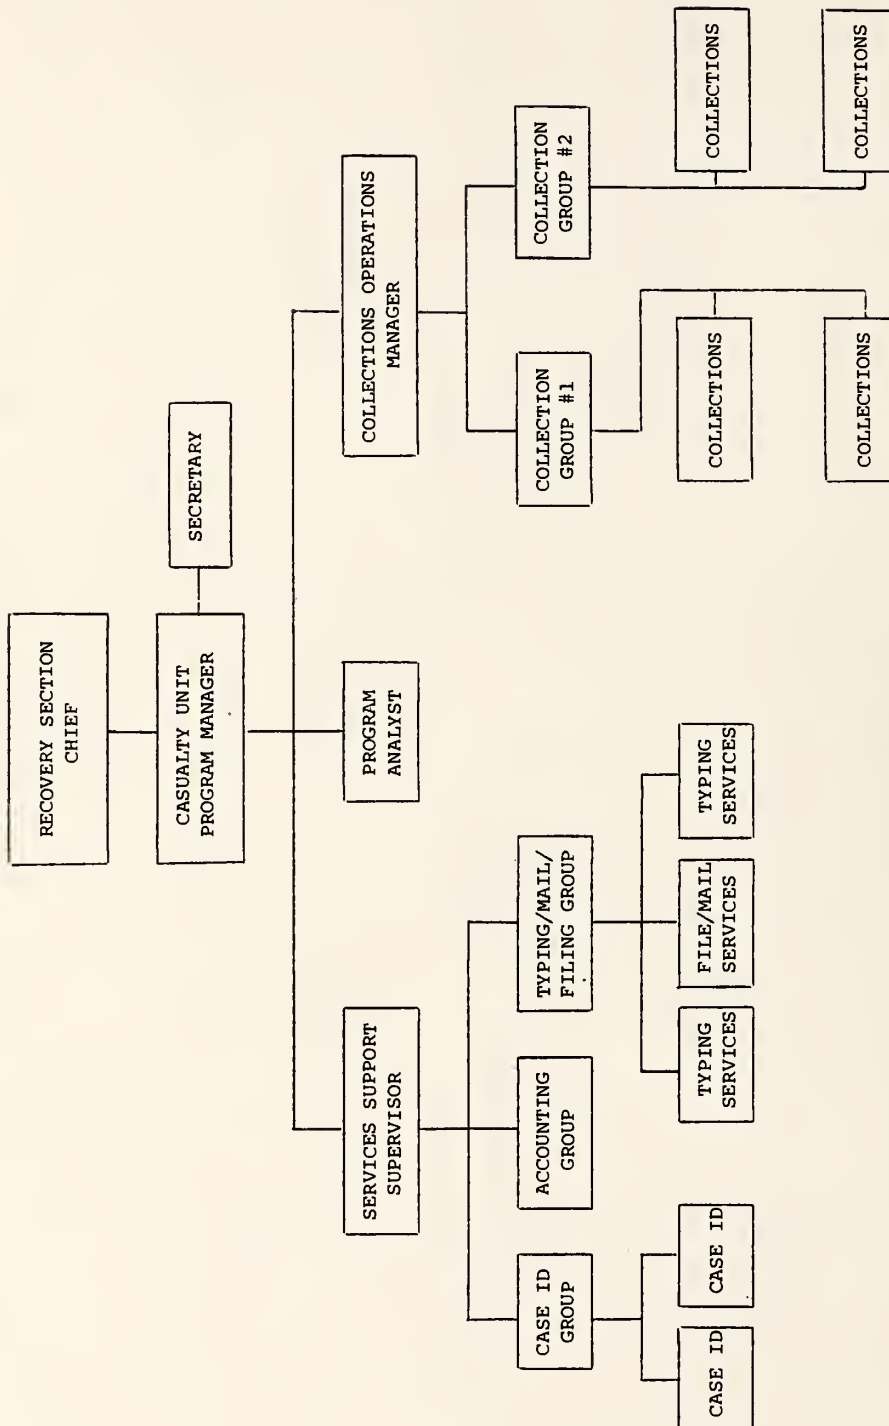 RECOVERY SECTION
CHIEF
CASUALTY UNIT
PROGRAM MANAGER
SECRETARY
SERVICES SUPPORT
SUPERVISOR
PROGRAM
ANALYST
COLLECTIONS OPERATIONS
MANAGER
CASE ID
GROUP
ACCOUNTING
GROUP
TYPING/MAIL/
FILING GROUP
COLLECTION
GROUP #1
COLLECTION
GROUP #2
CASE ID
CASE ID
TYPING
SERVICES
FILE/MAIL
SERVICES
TYPING
SERVICES
COLLECTIONS
COLLECTIONS
COLLECTIONS
COLLECTIONS